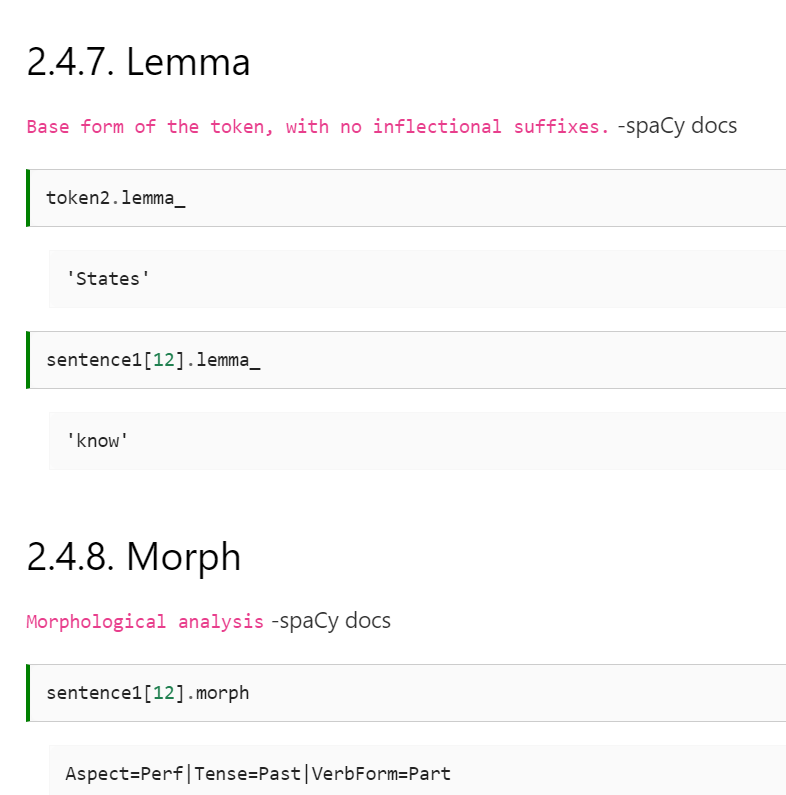 2.4.7. Lemma
Base form of the token, with no inflectional suffixes. -spaCy docs
token2.lemma_
'States'
sentence1[12].lemma_
'know'
2.4.8. Morph
Morphological analysis -spaCy docs
sentence1[12].morph
Aspect=Perf|Tense=Past|VerbForm=Part